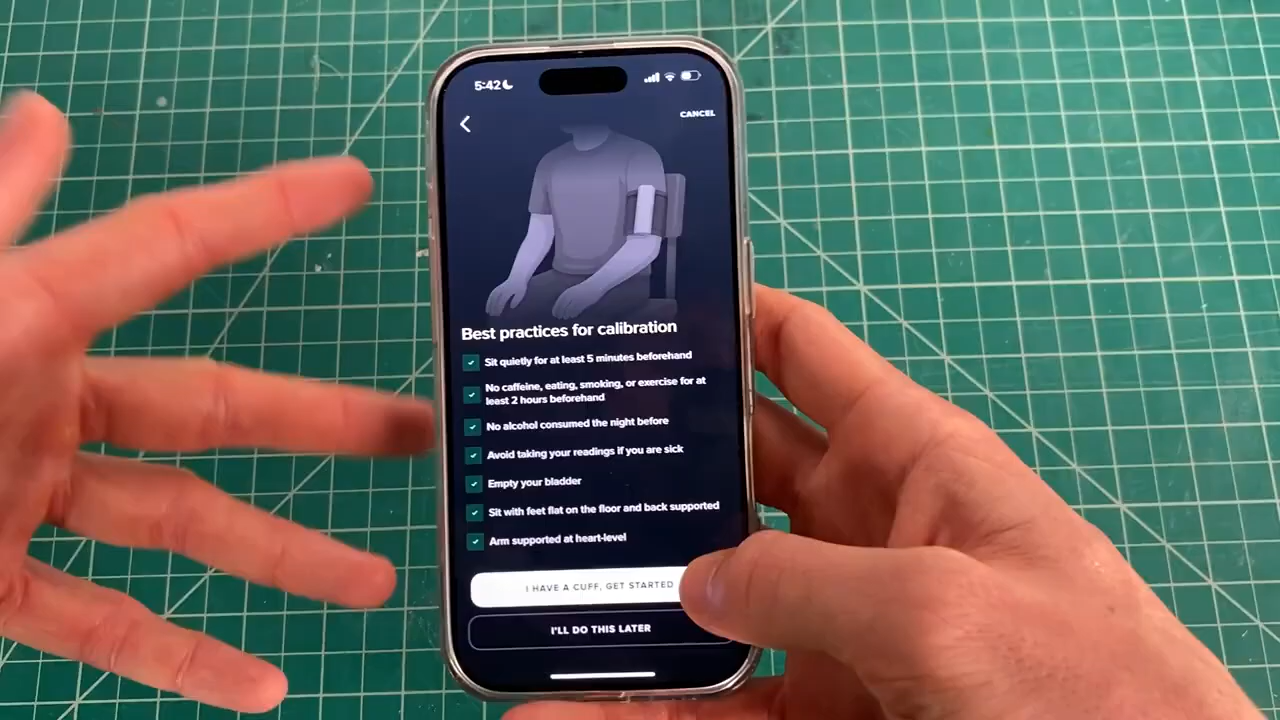 5:42
CANCEL
Best practices for calibration
Sit quietly for at least 5 minutes beforehand
No caffeine, eating, smoking, or exercise for at
least 2 hours beforehand
No alcohol consumed the night before
Avoid taking your readings if you are sick
Empty your bladder
Sit with feet flat on the floor and back supported
Arm supported at heart-level
I HAVE A CUFF, GET STARTED
I'LL DO THIS LATER